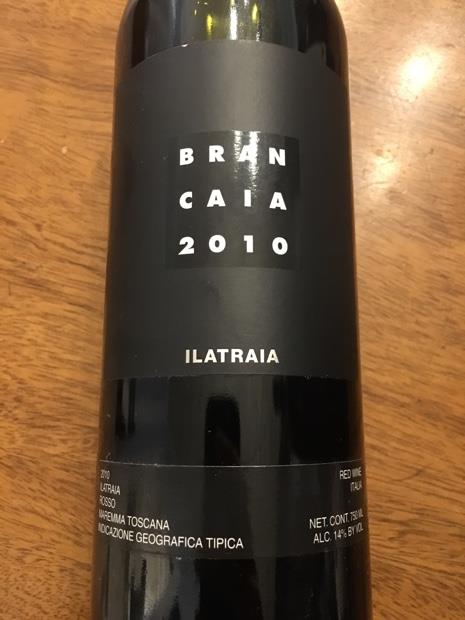 BRAN
CAIA
2010
ILATRAIA
2010
ILATRAIA
ROSSO
MAREMMA TOSCANA
INDICAZIONE GEOGRAFICA TIPICA
RED WINE
ITALIA
NET. CONT. 750 ML
ALC. 14% BY VOL